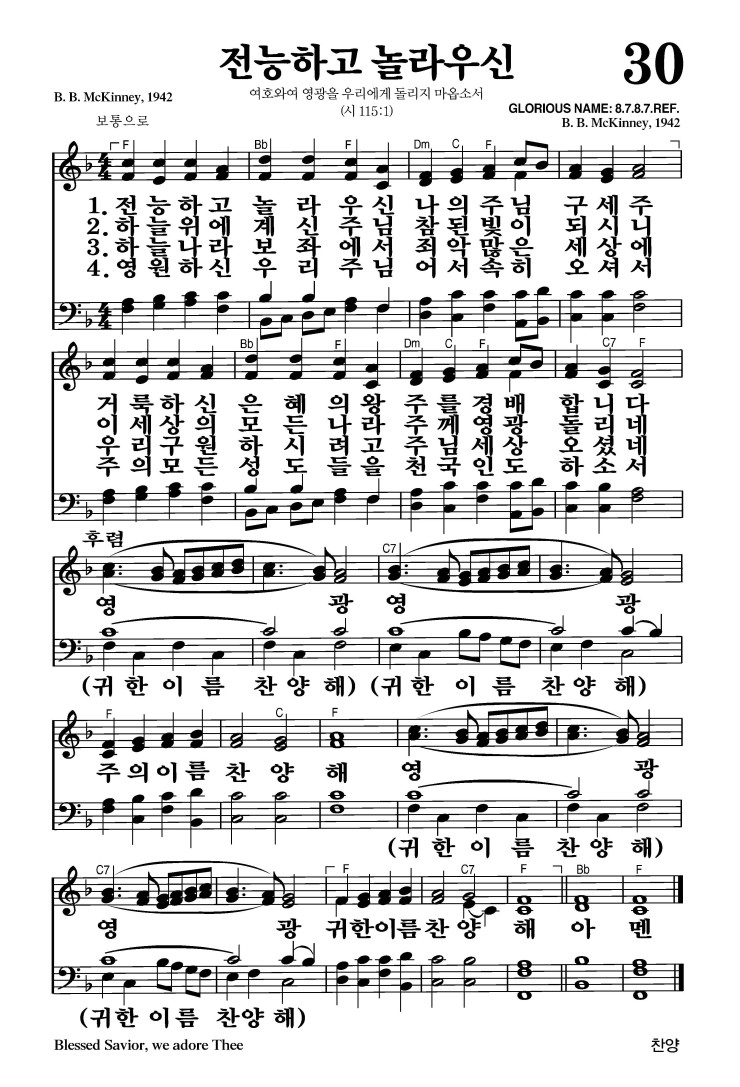 전능하고 놀라우신
30
B. B. McKinney, 1942
여호와여 영광을 우리에게 돌리지 마옵소서
(시 115:1)
GLORIOUS NAME: 8.7.8.7.REF.
B. B. McKinney, 1942
보통으로
F Bb F Dm C F
1. 전능하고 놀라우신 나의주님 구세주
2. 하늘위에 계신주님 참된빛이 되시니
3. 하늘나라 보좌에서 죄악많은 세상에
4. 영원하신 우리주님 어서속히 오셔서
Bb F Dm C F C7 F
거룩하신 은혜의왕 주를경배 합니다
이세상의 모든나라 주께영광 돌리네
우리구원 하시려고 주님세상 오셨네
주의모든 성도들을 천국인도 하소서
후렴
C7
영 광 영 광
(귀한이름 찬양해) (귀한이름 찬양해)
F C F
주의이름 찬양해 영 광
(귀한이름 찬양해)
C7 F C7 F Bb F
영 광 귀한이름 찬양해 아멘
(귀한이름 찬양해)
Blessed Savior, we adore Thee
찬양